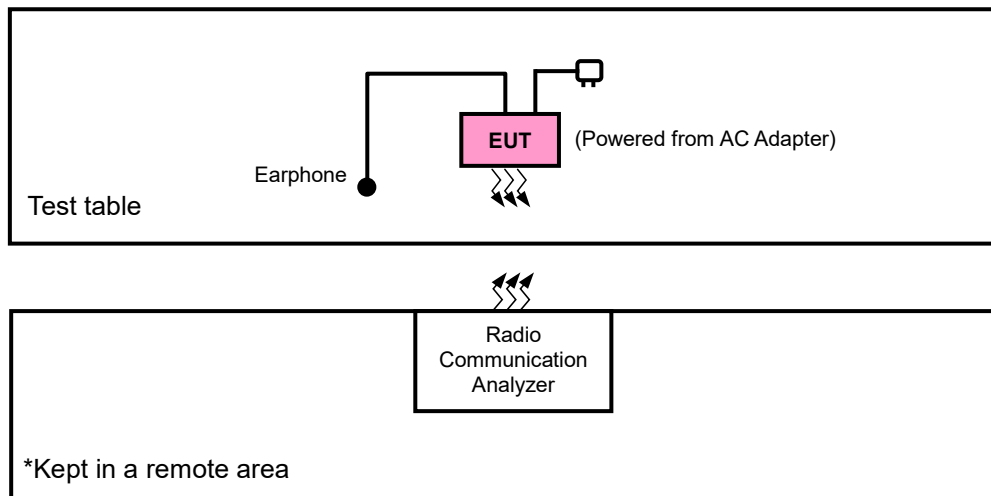 EUT
(Powered from AC Adapter)
Earphone
Test table
Radio
Communication
Analyzer
*Kept in a remote area